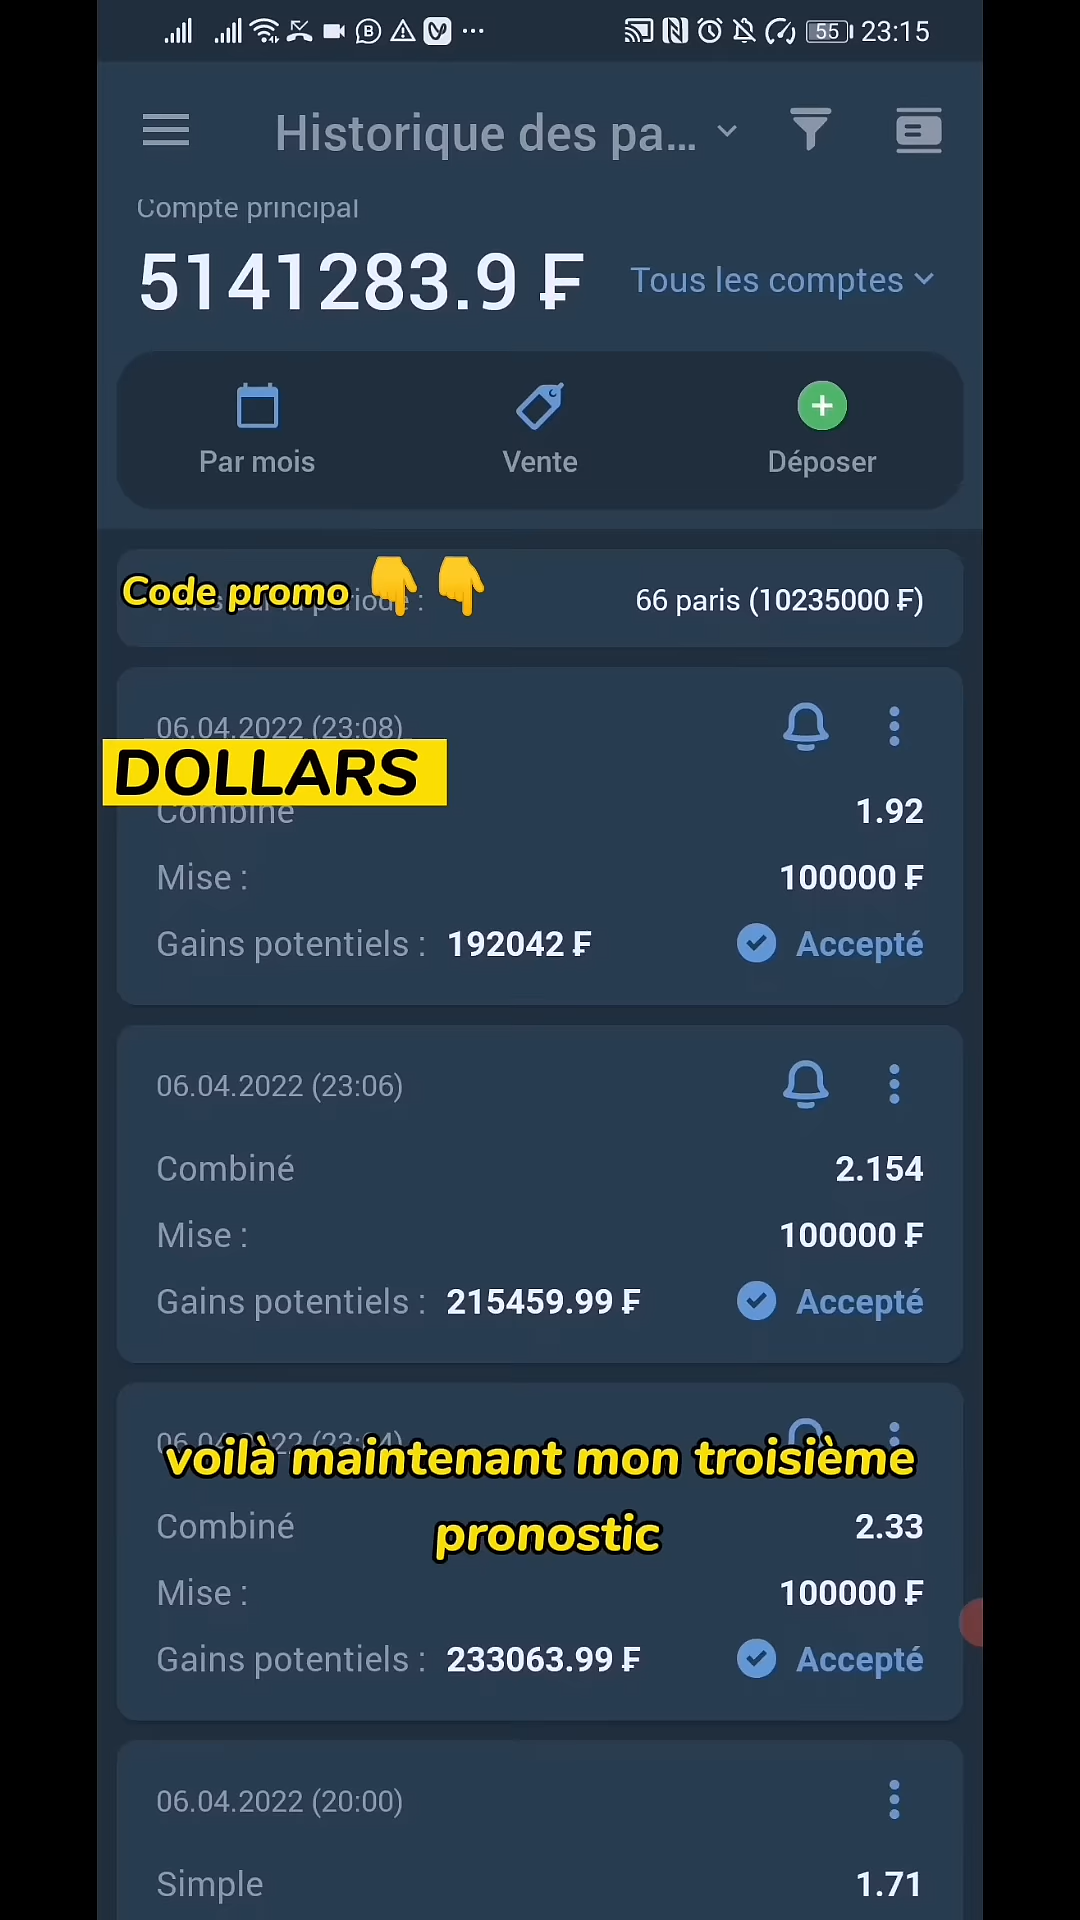 55 23:15
Historique des pa...
Compte principal
5141283.9 ₣ Tous les comptes
Par mois Vente Déposer
Code promo 👇👇
66 paris (10235000 ₣)
06.04.2022 (23:08)
DOLLARS
Combiné 1.92
Mise : 100000 ₣
Gains potentiels : 192042 ₣ Accepté
06.04.2022 (23:06)
Combiné 2.154
Mise : 100000 ₣
Gains potentiels : 215459.99 ₣ Accepté
voilà maintenant mon troisième
pronostic
Combiné 2.33
Mise : 100000 ₣
Gains potentiels : 233063.99 ₣ Accepté
06.04.2022 (20:00)
Simple 1.71